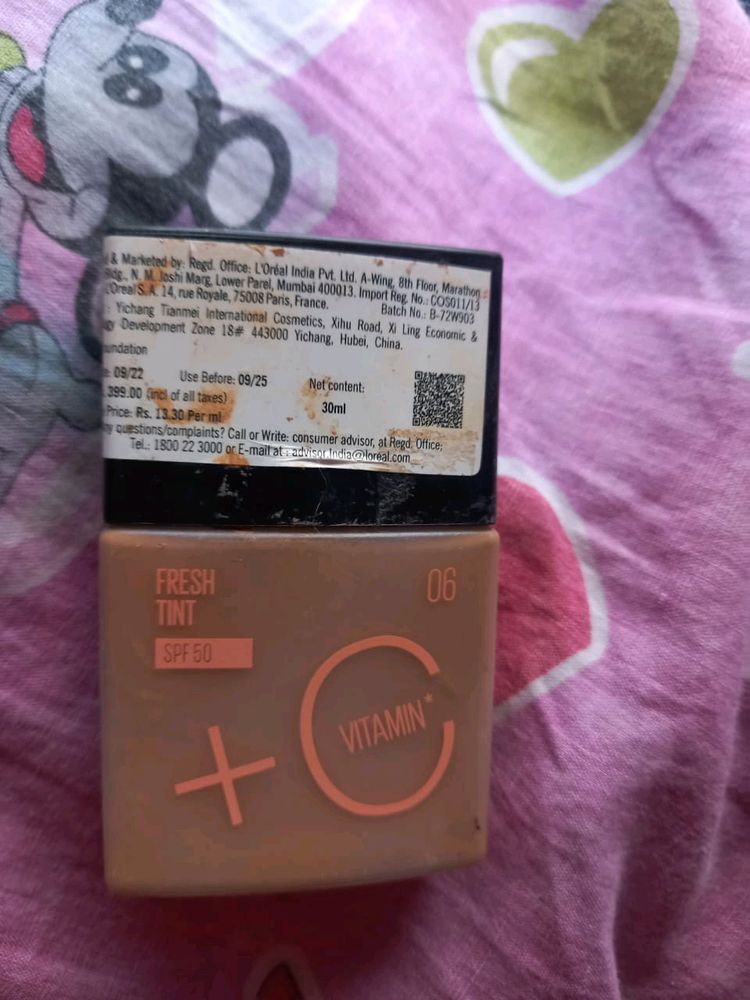 & Marketed by: Regd. Office: L'Oréal India Pvt. Ltd. A-Wing, 8th Floor, Marathon
Bldg., N. M. Joshi Marg, Lower Parel, Mumbai 400013. Import Reg. No.: COS011/13
L'Oreal S.A. 14, rue Royale, 75008 Paris, France.
Batch No.: B-72W903
: Yichang Tianmei International Cosmetics, Xihu Road, Xi Ling Economic &
Development Zone 18# 443000 Yichang, Hubei, China.
undation
09/22 Use Before: 09/25 Net content:
399.00 (incl of all taxes) 30ml
Price: Rs. 13.30 Per ml
questions/complaints? Call or Write: consumer advisor, at Regd. Office;
Tel.: 1800 22 3000 or E-mail at : advisor.India@loreal.com
FRESH
TINT
SPF 50
06
+ C
VITAMIN*